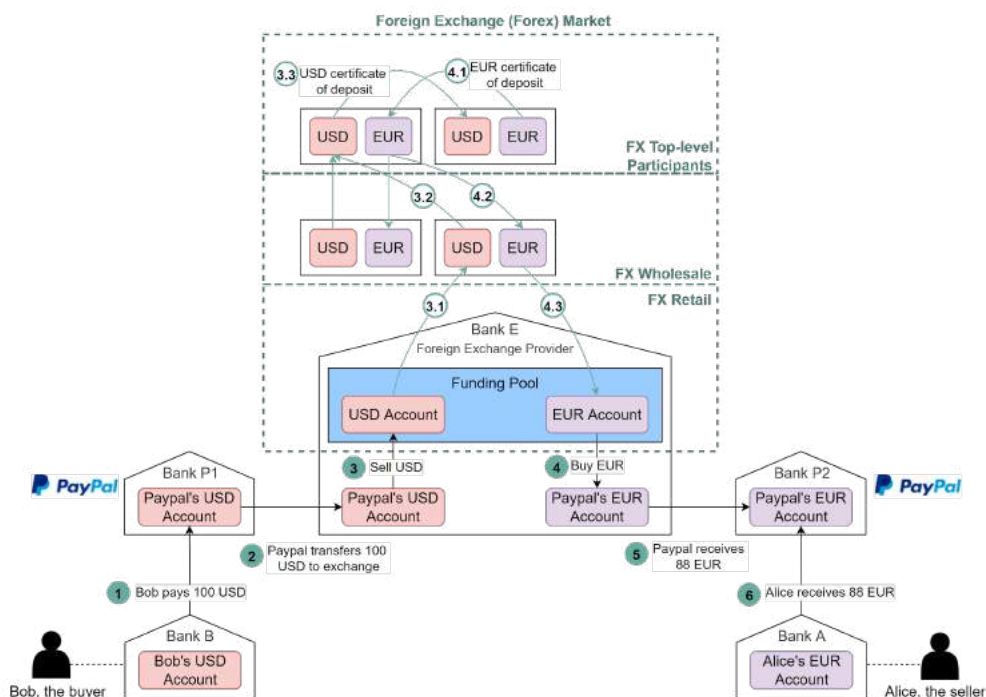 Foreign Exchange (Forex) Market
3.3
USD certificate
of deposit
4.1
EUR certificate
of deposit
USD
EUR
USD
EUR
FX Top-level
Participants
3.2
4.2
USD
EUR
USD
EUR
FX Wholesale
FX Retail
3.1
4.3
Bank E
Foreign Exchange Provider
Funding Pool
USD Account
EUR Account
3
Sell USD
4
Buy EUR
PayPal
Bank P1
Paypal's USD
Account
Paypal's USD
Account
Paypal's EUR
Account
Bank P2
Paypal's EUR
Account
PayPal
2
Paypal transfers 100
USD to exchange
5
Paypal receives
88 EUR
1
Bob pays 100 USD
6
Alice receives 88 EUR
Bank B
Bob's USD
Account
Bob, the buyer
Bank A
Alice's EUR
Account
Alice, the seller